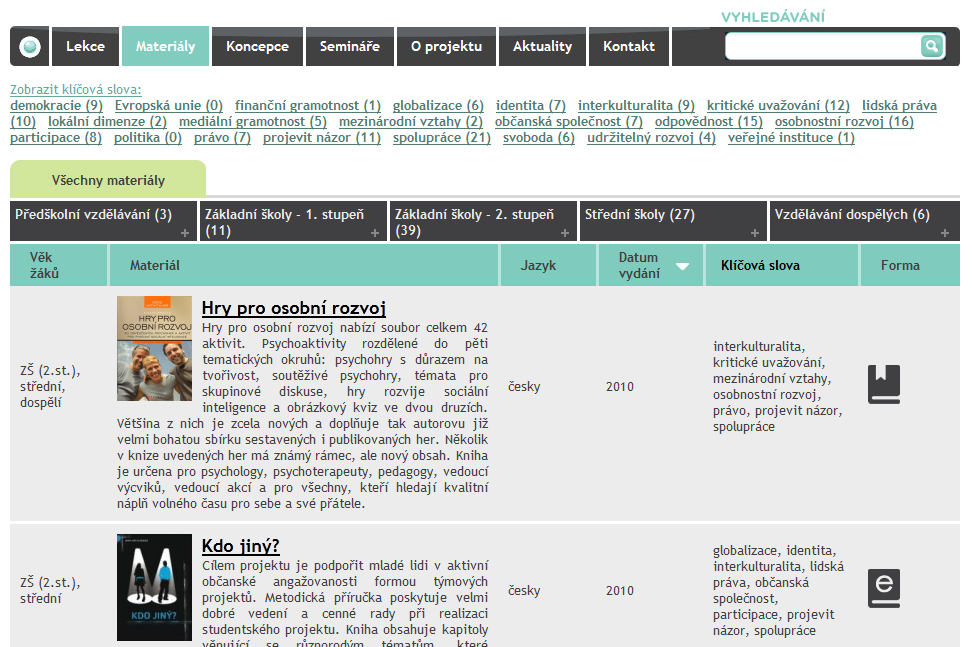 VYHLEDÁVÁNÍ
Lekce Materiály Koncepce Semináře O projektu Aktuality Kontakt
Zobrazit klíčová slova:
demokracie (9) Evropská unie (0) finanční gramotnost (1) globalizace (6) identita (7) interkulturalita (9) kritické uvažování (12) lidská práva
(10) lokální dimenze (2) mediální gramotnost (5) mezinárodní vztahy (2) občanská společnost (7) odpovědnost (15) osobnostní rozvoj (16)
participace (8) politika (0) právo (7) projevit názor (11) spolupráce (21) svoboda (6) udržitelný rozvoj (4) veřejné instituce (1)
Všechny materiály
Předškolní vzdělávání (3)
+
Základní školy - 1. stupeň
(11) +
Základní školy - 2. stupeň
(39) +
Střední školy (27)
+
Vzdělávání dospělých (6)
+
Věk
žáků
Materiál
Jazyk
Datum
vydání
Klíčová slova
Forma
ZŠ (2.st.),
střední,
dospělí
HRY PRO
OSOBNÍ ROZVOJ
Hry pro osobní rozvoj
Hry pro osobní rozvoj nabízí soubor celkem 42
aktivit. Psychoaktivity rozdělené do pěti
tematických okruhů: psychohry s důrazem na
tvořivost, soutěživé psychohry, témata pro
skupinové diskuse, hry rozvíje sociální
inteligence a obrázkový kviz ve dvou druzích.
Většina z nich je zcela nových a doplňuje tak autorovu již
velmi bohatou sbírku sestavených i publikovaných her. Několik
v knize uvedených her má známý rámec, ale nový obsah. Kniha
je určena pro psychology, psychoterapeuty, pedagogy, vedoucí
výcviků, vedoucí akcí a pro všechny, kteří hledají kvalitní
náplň volného času pro sebe a své přátele.
česky
2010
interkulturalita,
kritické uvažování,
mezinárodní vztahy,
osobnostní rozvoj,
právo, projevit názor,
spolupráce
ZŠ (2.st.),
střední
KDO JINÝ?
Kdo jiný?
Cílem projektu je podpořit mladé lidi v aktivní
občanské angažovanosti formou týmových
projektů. Metodická příručka poskytuje velmi
dobré vedení a cenné rady při realizaci
studentského projektu. Kniha obsahuje kapitoly
věnující se různorodým tématům, které
česky
2010
globalizace, identita,
interkulturalita, lidská
práva, občanská
společnost,
participace, projevit
názor, spolupráce
e